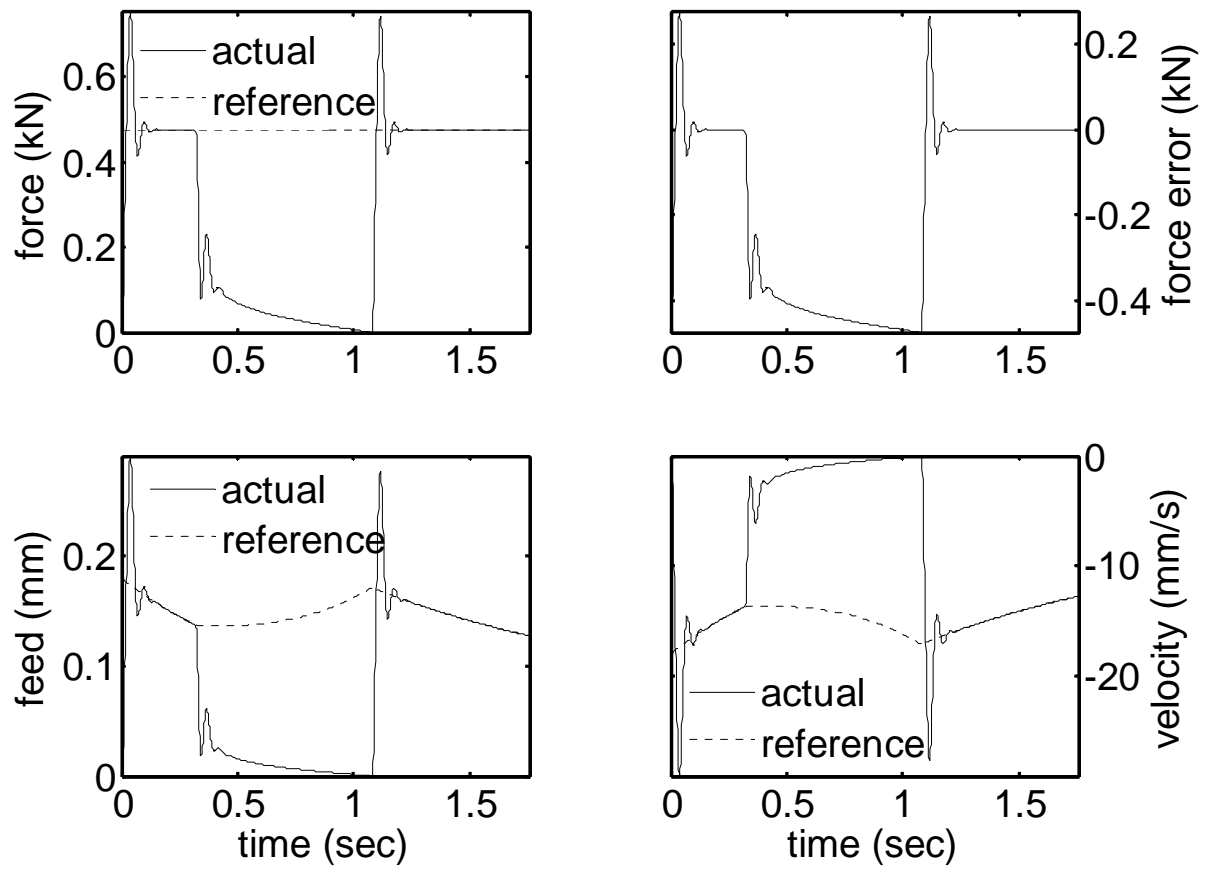 actual
reference
force (kN)
0.6
0.4
0.2
0
0 0.5 1 1.5
0.2
0
-0.2
-0.4
force error (kN)
0 0.5 1 1.5
actual
reference
feed (mm)
0.2
0.1
0
0 0.5 1 1.5
time (sec)
actual
reference
0
-10
-20
velocity (mm/s)
0 0.5 1 1.5
time (sec)